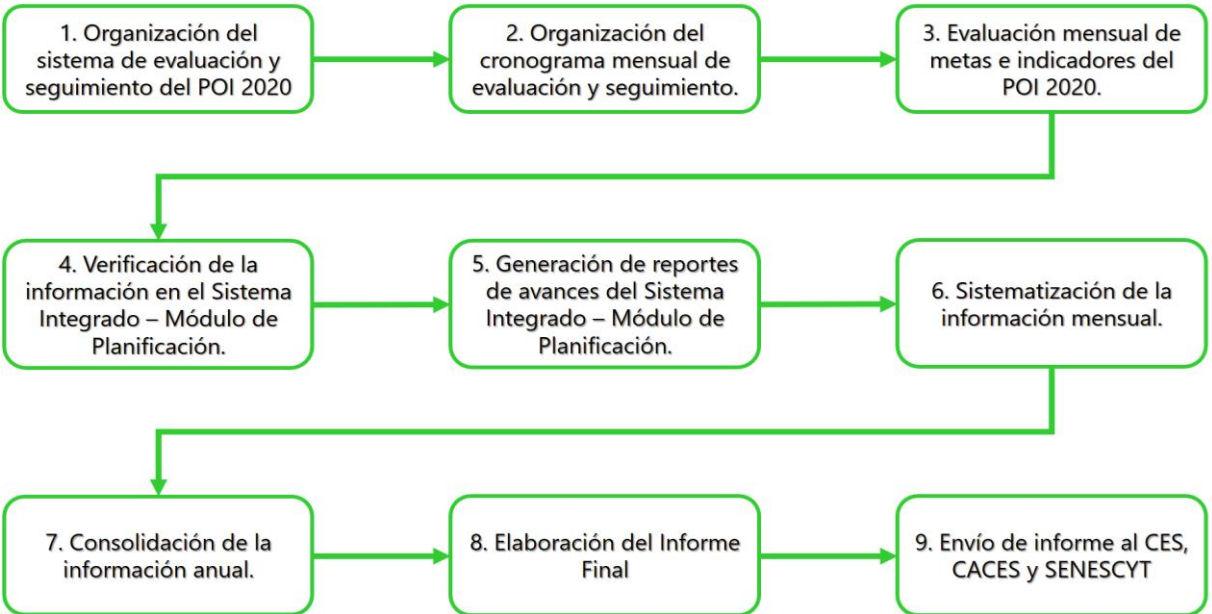 1. Organización del
sistema de evaluación y
seguimiento del POI 2020
2. Organización del
cronograma mensual de
evaluación y seguimiento.
3. Evaluación mensual de
metas e indicadores del
POI 2020.
4. Verificación de la
información en el Sistema
Integrado – Módulo de
Planificación.
5. Generación de reportes
de avances del Sistema
Integrado – Módulo de
Planificación.
6. Sistematización de la
información mensual.
7. Consolidación de la
información anual.
8. Elaboración del Informe
Final
9. Envío de informe al CES,
CACES y SENESCYT